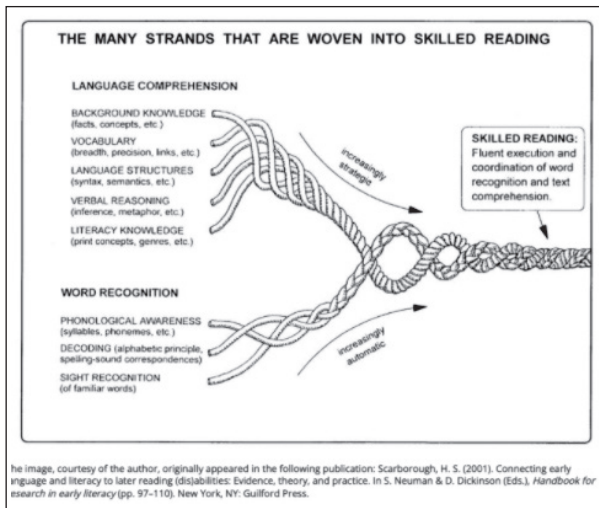 THE MANY STRANDS THAT ARE WOVEN INTO SKILLED READING
LANGUAGE COMPREHENSION
BACKGROUND KNOWLEDGE
(facts, concepts, etc.)
VOCABULARY
(breadth, precision, links, etc.)
LANGUAGE STRUCTURES
(syntax, semantics, etc.)
VERBAL REASONING
(inference, metaphor, etc.)
LITERACY KNOWLEDGE
(print concepts, genres, etc.)
increasingly
strategic
SKILLED READING:
Fluent execution and
coordination of word
recognition and text
comprehension.
WORD RECOGNITION
PHONOLOGICAL AWARENESS
(syllables, phonemes, etc.)
DECODING (alphabetic principle,
spelling-sound correspondences)
SIGHT RECOGNITION
(of familiar words)
increasingly
automatic
he image, courtesy of the author, originally appeared in the following publication: Scarborough, H. S. (2001). Connecting early
nguage and literacy to later reading (dis)abilities: Evidence, theory, and practice. In S. Neuman & D. Dickinson (Eds.), Handbook for
esearch in early literacy (pp. 97–110). New York, NY: Guilford Press.